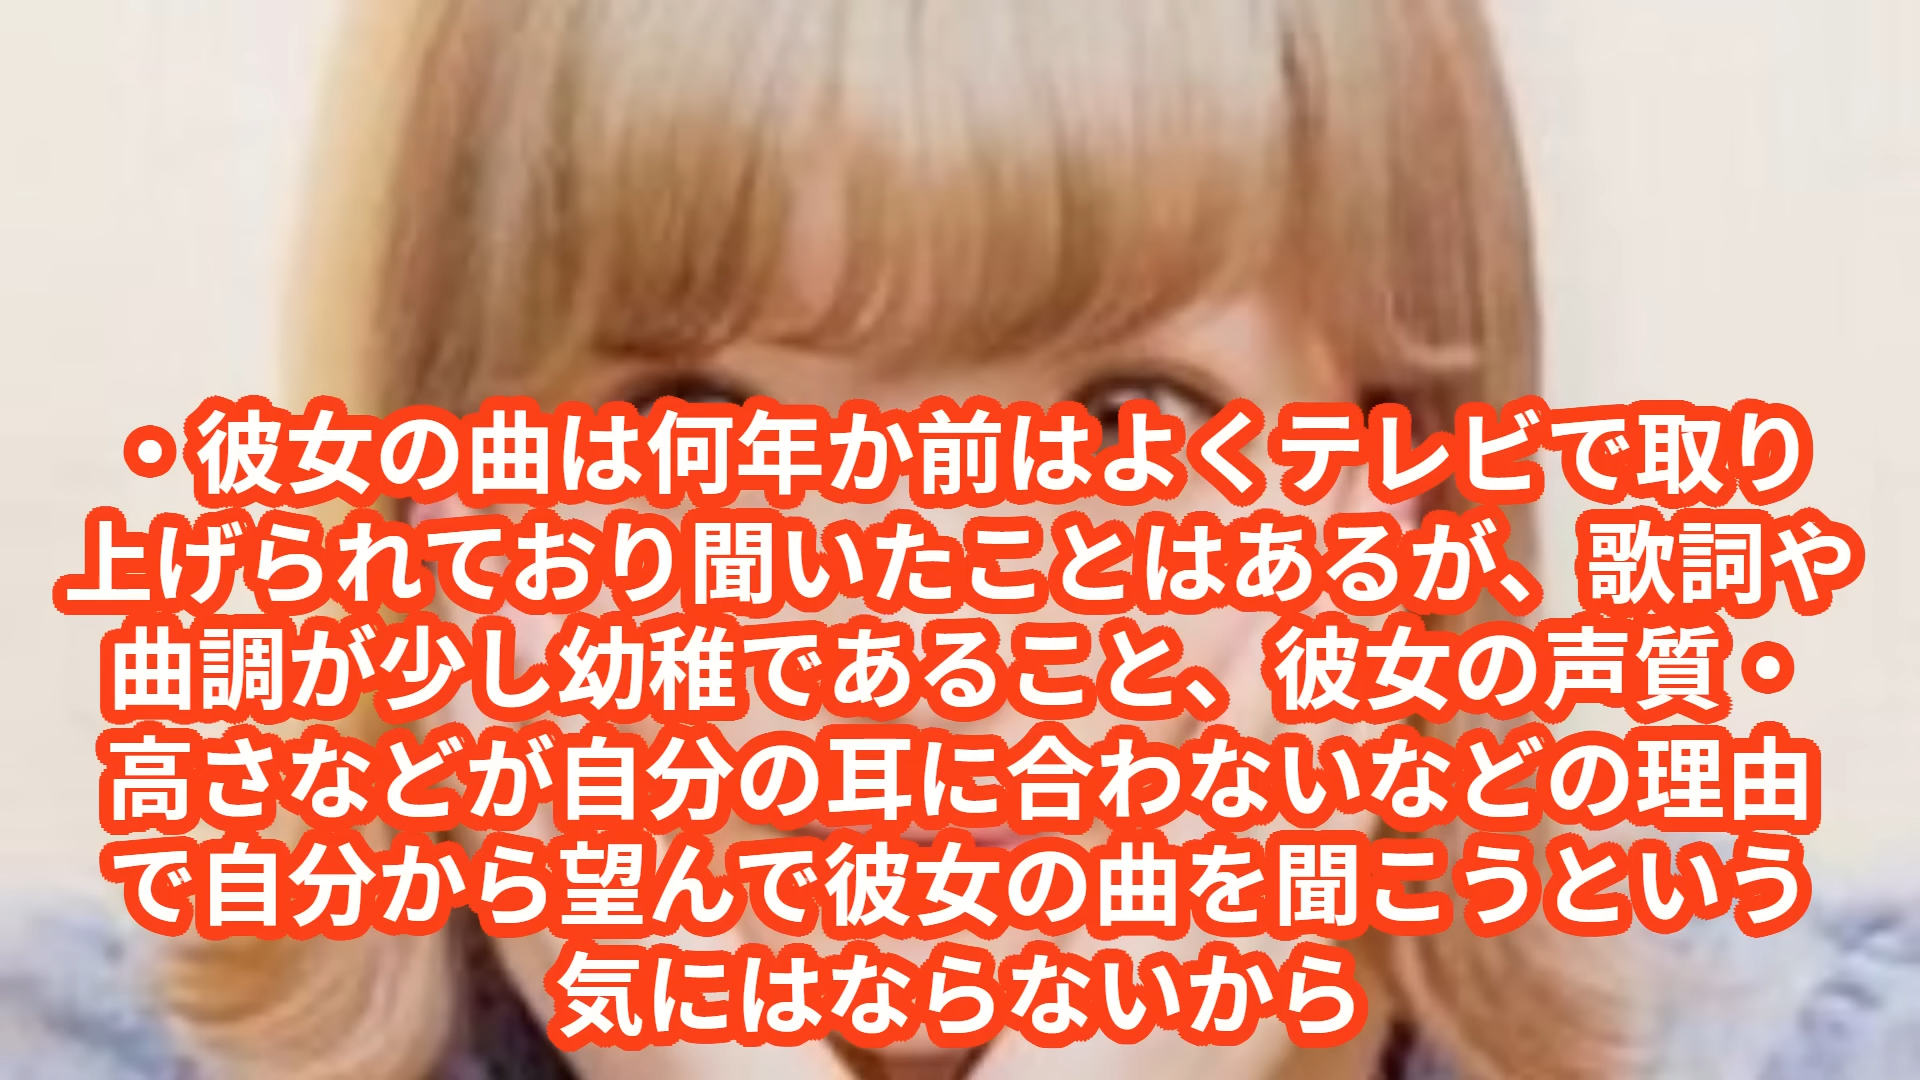 ・彼女の曲は何年か前はよくテレビで取り
上げられており聞いたことはあるが、歌詞や
曲調が少し幼稚であること、彼女の声質・
高さなどが自分の耳に合わないなどの理由
で自分から望んで彼女の曲を聞こうという
気にはならないから